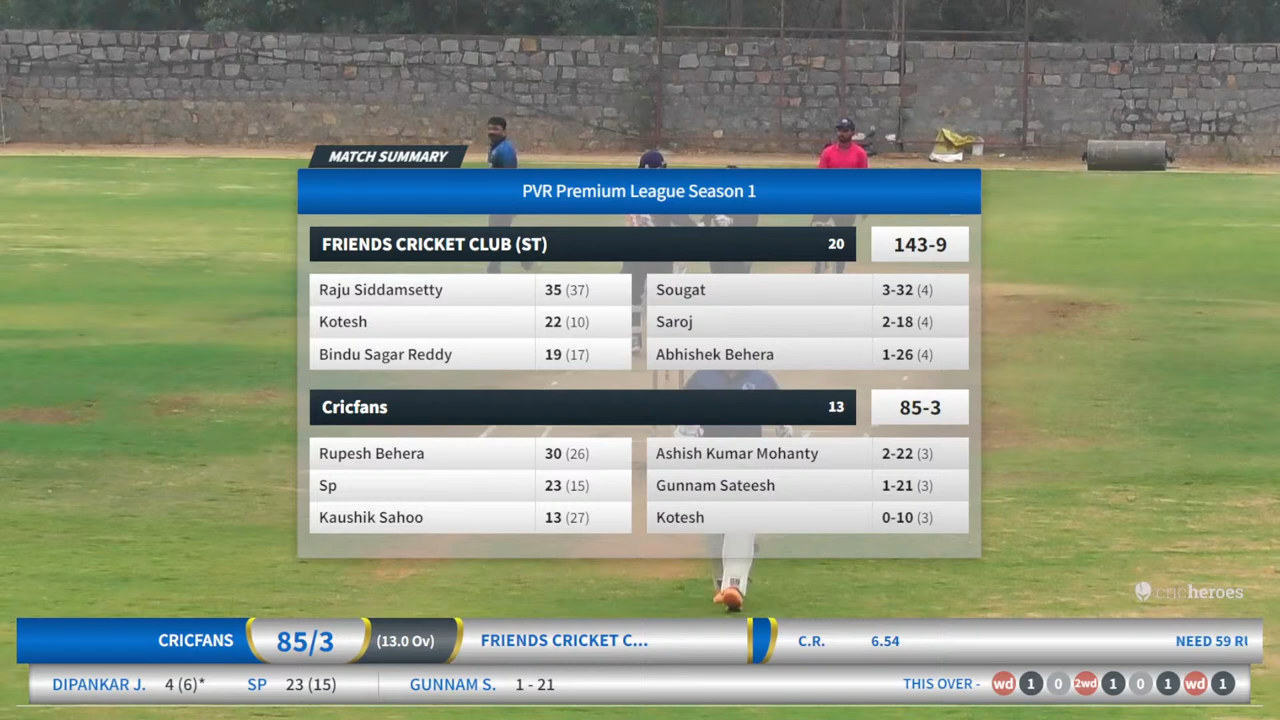 MATCH SUMMARY
PVR Premium League Season 1
FRIENDS CRICKET CLUB (ST) 20 143-9
Raju Siddamsetty 35 (37) Sougat 3-32 (4)
Kotesh 22 (10) Saroj 2-18 (4)
Bindu Sagar Reddy 19 (17) Abhishek Behera 1-26 (4)
Cricfans 13 85-3
Rupesh Behera 30 (26) Ashish Kumar Mohanty 2-22 (3)
Sp 23 (15) Gunnam Sateesh 1-21 (3)
Kaushik Sahoo 13 (27) Kotesh 0-10 (3)
cricheroes
CRICFANS 85/3 (13.0 Ov) FRIENDS CRICKET C... C.R. 6.54 NEED 59 RU
DIPANKAR J. 4 (6)* SP 23 (15) GUNNAM S. 1 - 21 THIS OVER - wd 1 0 2wd 1 0 1 wd 1